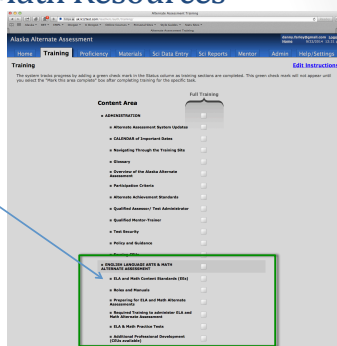 Math Resources
Alternate Assessment Training
Alaska Alternate Assessment
Home Training Proficiency Materials Sci Data Entry Sci Reports Mentor Admin Help/Settings
Training
Edit Instructions
The system tracks progress by adding a green check mark in the Status column as training sections are completed. This green check mark will not appear until
you select the "Mark this area complete" box after completing training for the specific task.
Full Training
Content Area
ADMINISTRATION
Alternate Assessment System Updates
CALENDAR of Important Dates
Navigating Through the Training Site
Glossary
Overview of the Alaska Alternate
Assessment
Participation Criteria
Alternate Achievement Standards
Qualified Assessor/ Test Administrator
Qualified Mentor-Trainer
Test Security
Policy and Guidance
ENGLISH LANGUAGE ARTS & MATH
ALTERNATE ASSESSMENT
ELA and Math Content Standards (EEs)
Roles and Manuals
Preparing for ELA and Math Alternate
Assessments
Required Training to Administer ELA and
Math Alternate Assessment
ELA & Math Practice Tests
Additional Professional Development
(CEUs available)